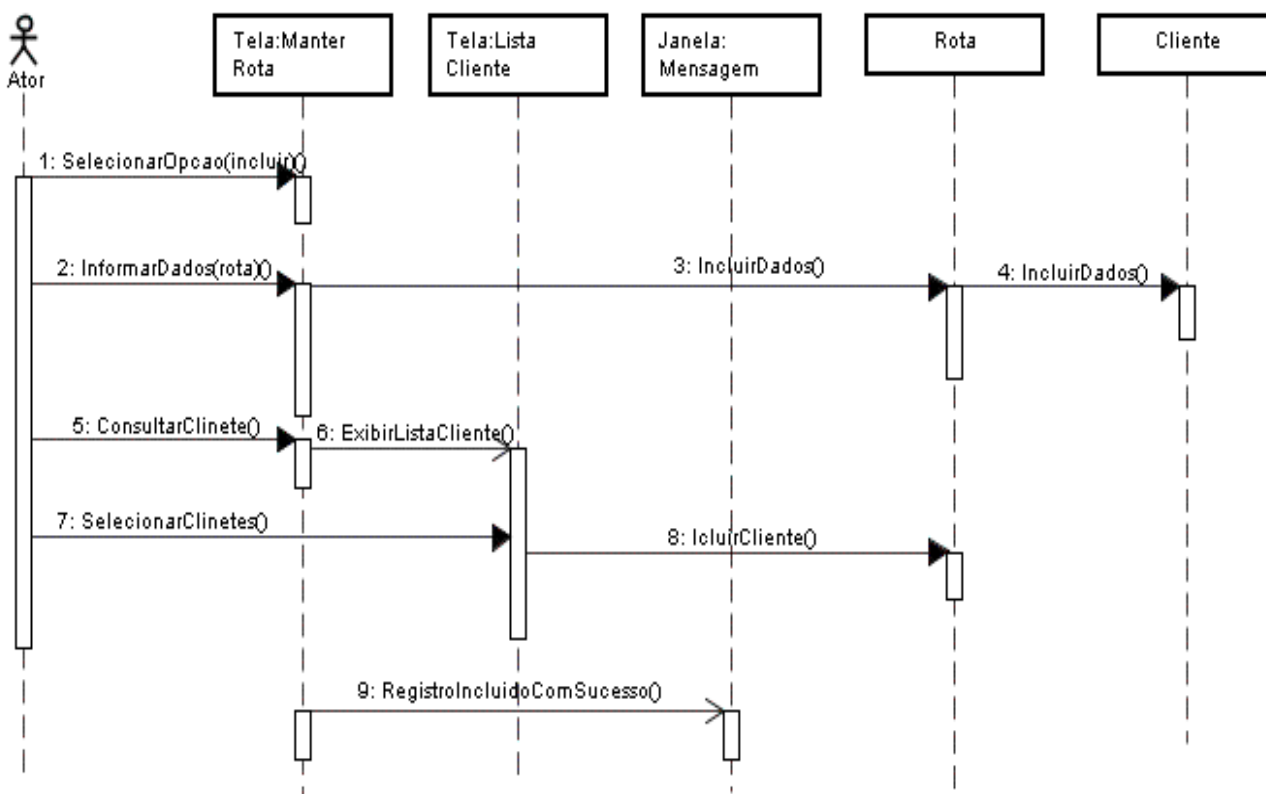 Ator
Tela:Manter
Rota
Tela:Lista
Cliente
Janela:
Mensagem
Rota
Cliente
1: SelecionarOpcao(incluir)()
2: InformarDados(rota)()
3: IncluirDados()
4: IncluirDados()
5: ConsultarClinete()
6: ExibirListaCliente()
7: SelecionarClinetes()
8: IcluirCliente()
9: RegistroIncluidoComSucesso()